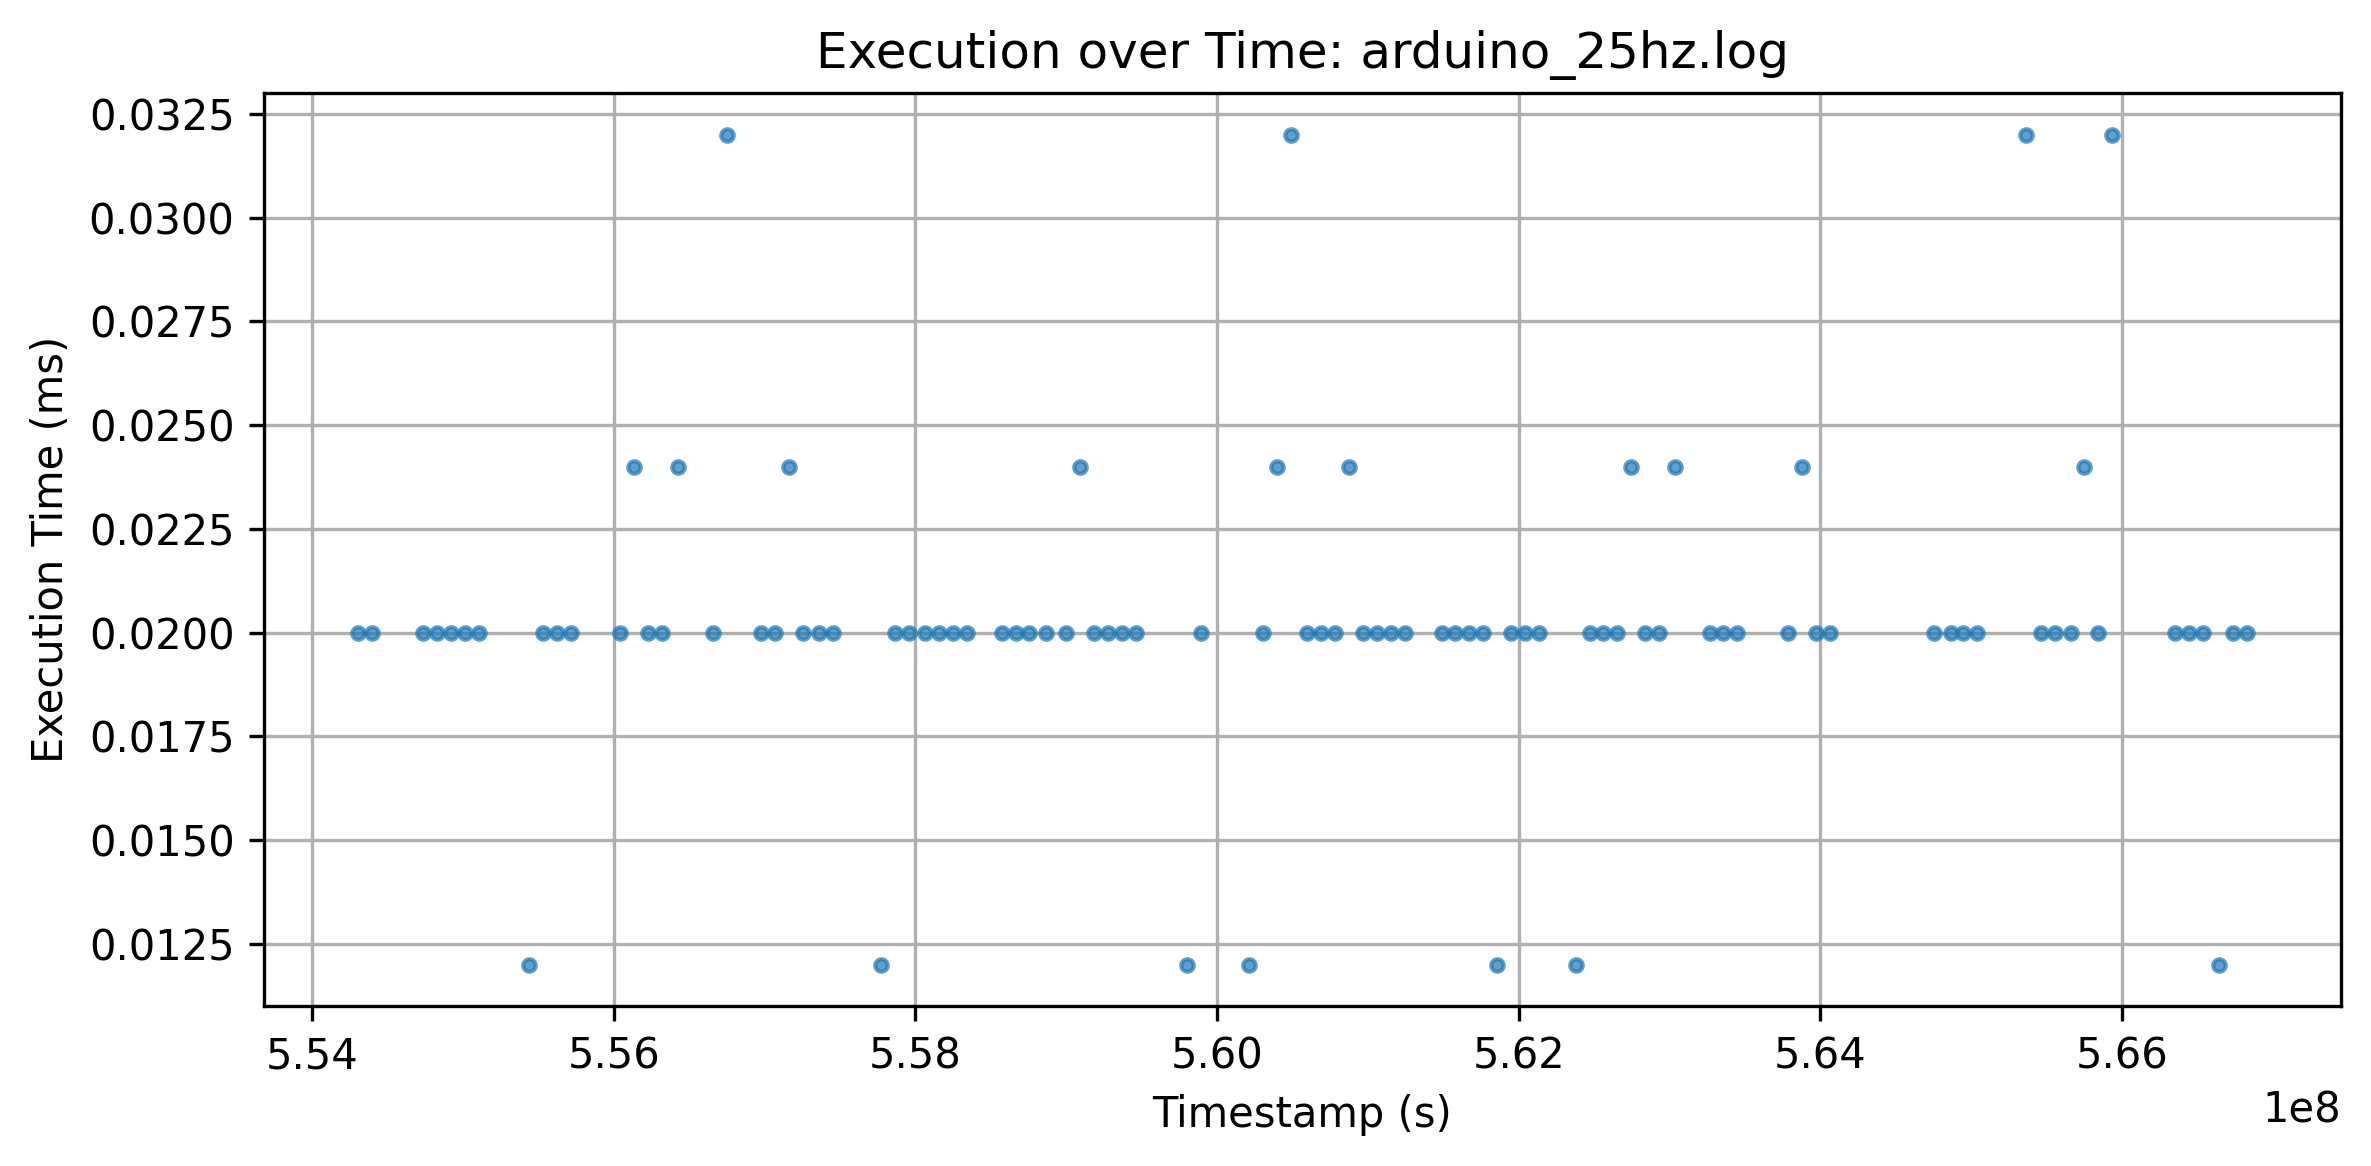 Execution over Time: arduino_25hz.log
Execution Time (ms)
0.0325
0.0300
0.0275
0.0250
0.0225
0.0200
0.0175
0.0150
0.0125
5.54 5.56 5.58 5.60 5.62 5.64 5.66
1e8
Timestamp (s)